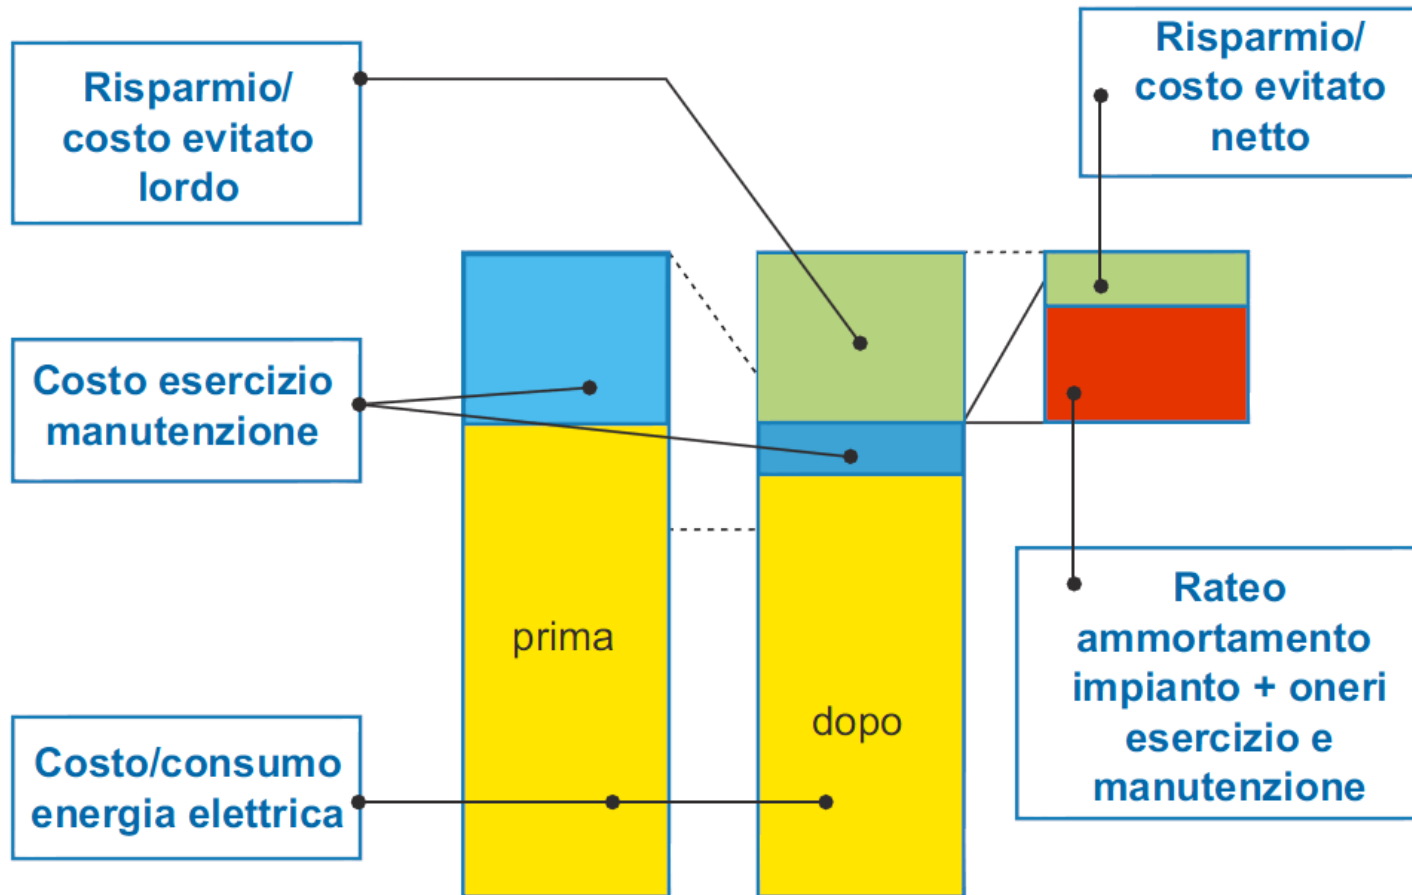 Risparmio/
costo evitato
lordo
Risparmio/
costo evitato
netto
Costo esercizio
manutenzione
prima
dopo
Costo/consumo
energia elettrica
Rateo
ammortamento
impianto + oneri
esercizio e
manutenzione